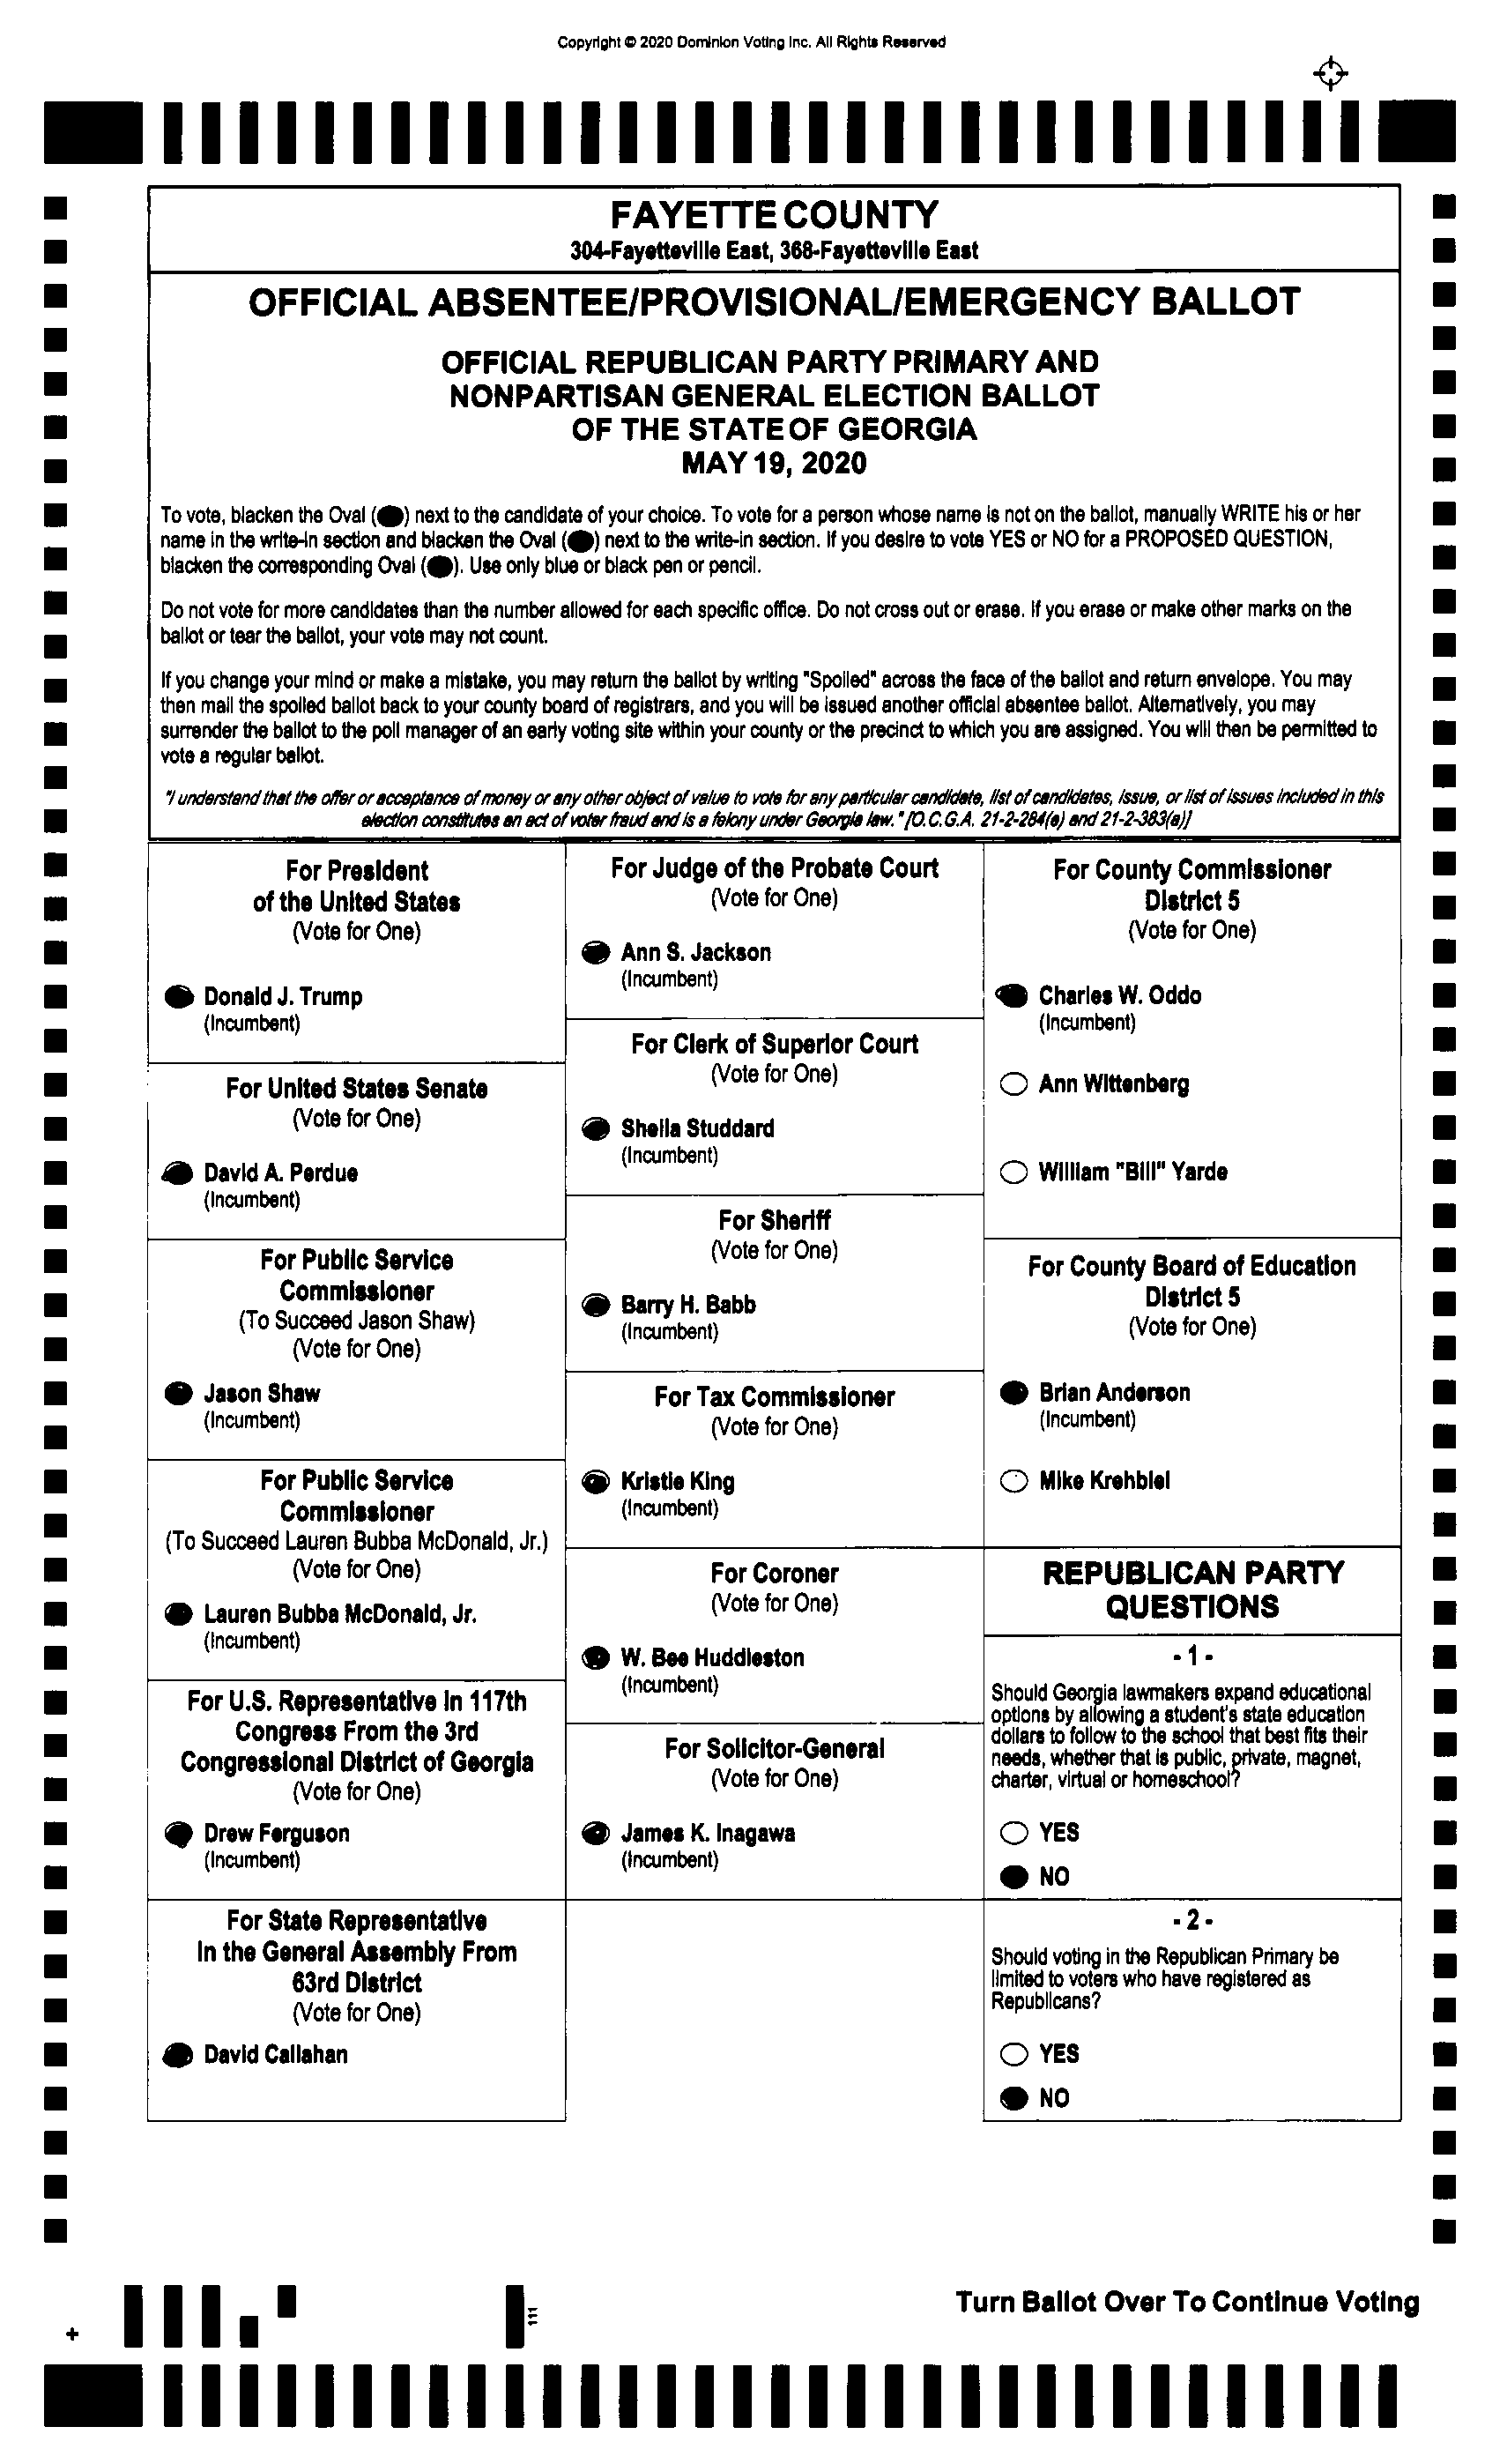 Copyright © 2020 Dominion Voting Inc. All Rights Reserved
FAYETTE COUNTY
304-Fayetteville East, 368-Fayetteville East
OFFICIAL ABSENTEE/PROVISIONAL/EMERGENCY BALLOT
OFFICIAL REPUBLICAN PARTY PRIMARY AND
NONPARTISAN GENERAL ELECTION BALLOT
OF THE STATE OF GEORGIA
MAY 19, 2020
To vote, blacken the Oval (●) next to the candidate of your choice. To vote for a person whose name is not on the ballot, manually WRITE his or her
name in the write-in section and blacken the Oval (●) next to the write-in section. If you desire to vote YES or NO for a PROPOSED QUESTION,
blacken the corresponding Oval (●). Use only blue or black pen or pencil.
Do not vote for more candidates than the number allowed for each specific office. Do not cross out or erase. If you erase or make other marks on the
ballot or tear the ballot, your vote may not count.
If you change your mind or make a mistake, you may return the ballot by writing "Spoiled" across the face of the ballot and return envelope. You may
then mail the spoiled ballot back to your county board of registrars, and you will be issued another official absentee ballot. Alternatively, you may
surrender the ballot to the poll manager of an early voting site within your county or the precinct to which you are assigned. You will then be permitted to
vote a regular ballot.
"I understand that the offer or acceptance of money or any other object of value to vote for any particular candidate, list of candidates, issue, or list of issues included in this
election constitutes an act of voter fraud and is a felony under Georgia law." [O.C.G.A. 21-2-284(e) and 21-2-383(a)]
For President
of the United States
(Vote for One)
Donald J. Trump
(Incumbent)
For United States Senate
(Vote for One)
David A. Perdue
(Incumbent)
For Public Service
Commissioner
(To Succeed Jason Shaw)
(Vote for One)
Jason Shaw
(Incumbent)
For Public Service
Commissioner
(To Succeed Lauren Bubba McDonald, Jr.)
(Vote for One)
Lauren Bubba McDonald, Jr.
(Incumbent)
For U.S. Representative in 117th
Congress From the 3rd
Congressional District of Georgia
(Vote for One)
Drew Ferguson
(Incumbent)
For State Representative
In the General Assembly From
63rd District
(Vote for One)
David Callahan
For Judge of the Probate Court
(Vote for One)
Ann S. Jackson
(Incumbent)
For Clerk of Superior Court
(Vote for One)
Sheila Studdard
(Incumbent)
For Sheriff
(Vote for One)
Barry H. Babb
(Incumbent)
For Tax Commissioner
(Vote for One)
Kristie King
(Incumbent)
For Coroner
(Vote for One)
W. Bee Huddleston
(Incumbent)
For Solicitor-General
(Vote for One)
James K. Inagawa
(Incumbent)
For County Commissioner
District 5
(Vote for One)
Charles W. Oddo
(Incumbent)
Ann Wittenberg
William "Bill" Yarde
For County Board of Education
District 5
(Vote for One)
Brian Anderson
(Incumbent)
Mike Krehbiel
REPUBLICAN PARTY
QUESTIONS
- 1 -
Should Georgia lawmakers expand educational
options by allowing a student's state education
dollars to follow to the school that best fits their
needs, whether that is public, private, magnet,
charter, virtual or homeschool?
YES
NO
- 2 -
Should voting in the Republican Primary be
limited to voters who have registered as
Republicans?
YES
NO
Turn Ballot Over To Continue Voting
111